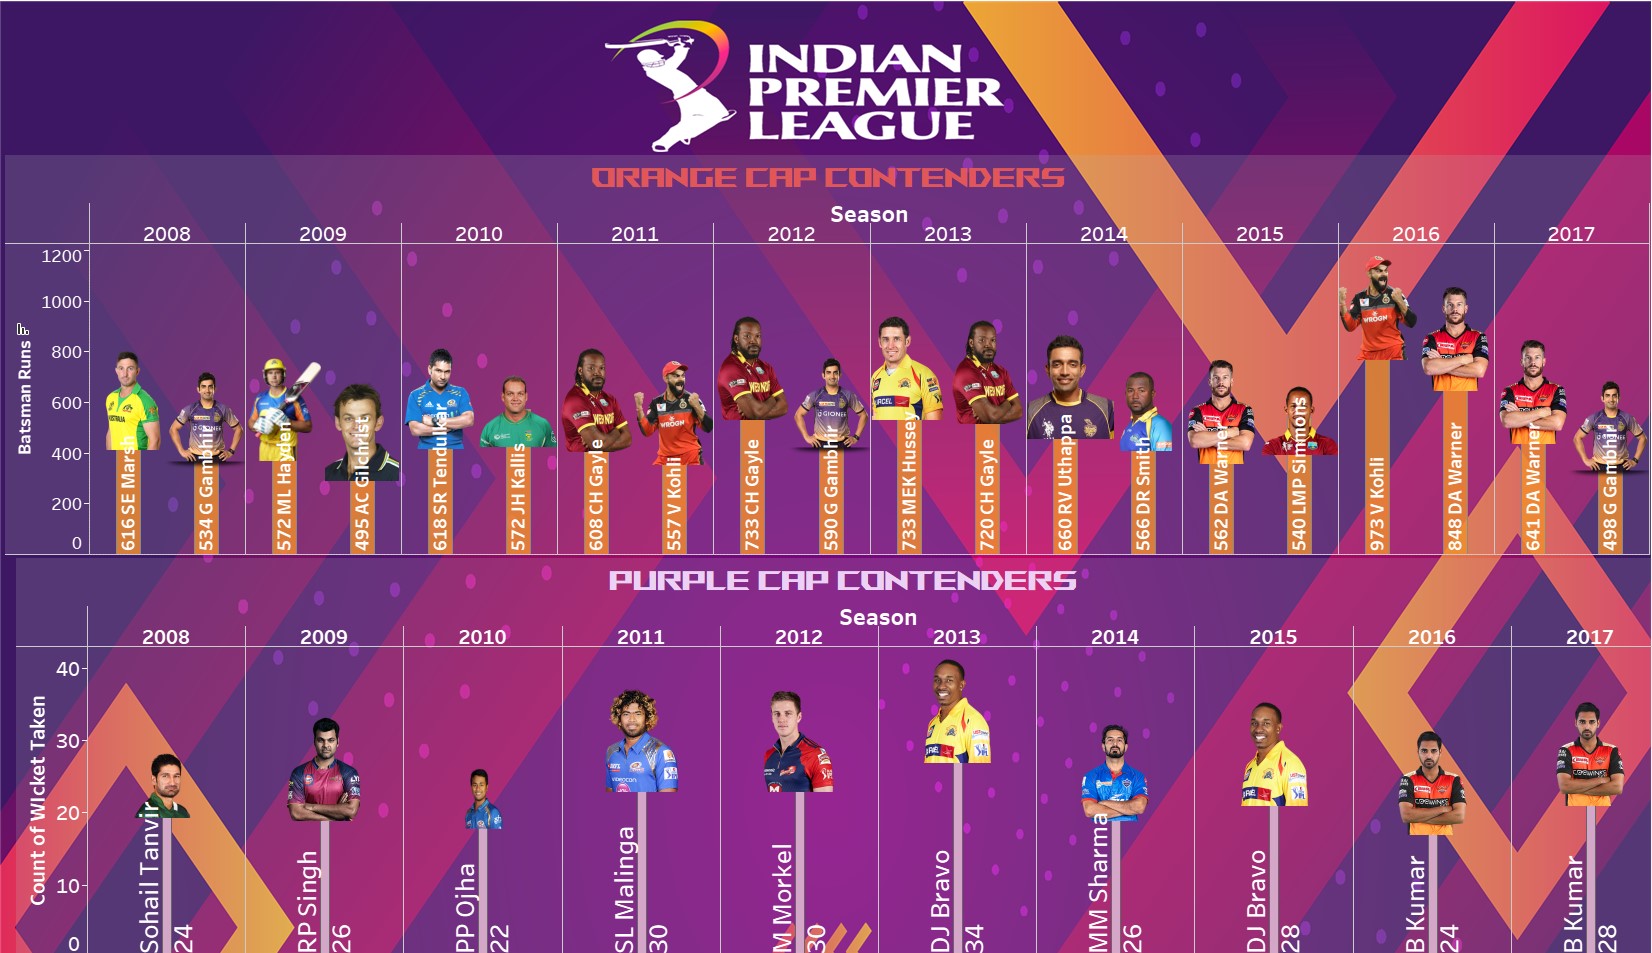 INDIAN
PREMIER
LEAGUE
ORANGE CAP CONTENDERS
Season
2008 2009 2010 2011 2012 2013 2014 2015 2016 2017
Batsman Runs
1200
1000
800
600
400
200
0
616 SE Marsh
534 G Gambhir
572 ML Hayden
495 AC Gilchrist
618 SR Tendulkar
572 JH Kallis
608 CH Gayle
557 V Kohli
733 CH Gayle
590 G Gambhir
733 MEK Hussey
720 CH Gayle
660 RV Uthappa
566 DR Smith
562 DA Warner
540 LMP Simmons
973 V Kohli
848 DA Warner
641 DA Warner
498 G Gambhir
PURPLE CAP CONTENDERS
Season
2008 2009 2010 2011 2012 2013 2014 2015 2016 2017
Count of Wicket Taken
40
30
20
10
0
Sohail Tanvir
24
RP Singh
26
PP Ojha
22
SL Malinga
30
M Morkel
30
DJ Bravo
34
MM Sharma
26
DJ Bravo
28
B Kumar
24
B Kumar
28